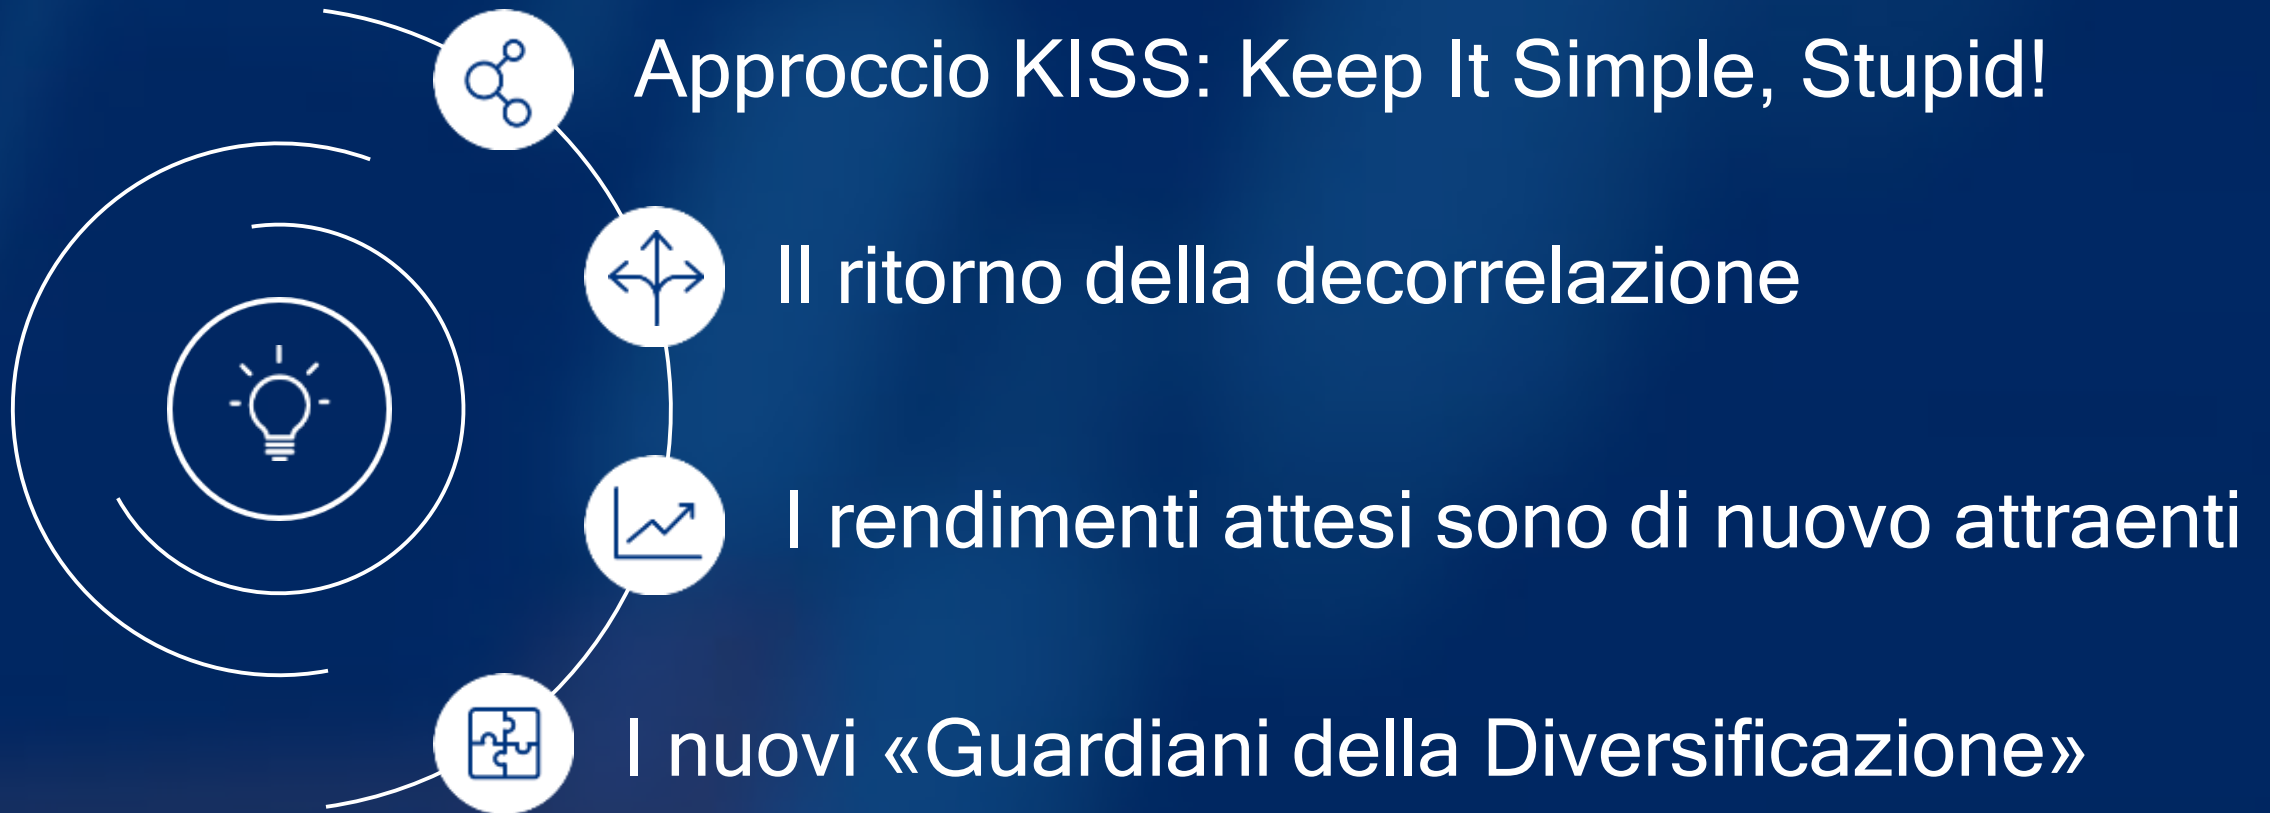 Approccio KISS: Keep It Simple, Stupid!
Il ritorno della decorrelazione
I rendimenti attesi sono di nuovo attraenti
I nuovi «Guardiani della Diversificazione»